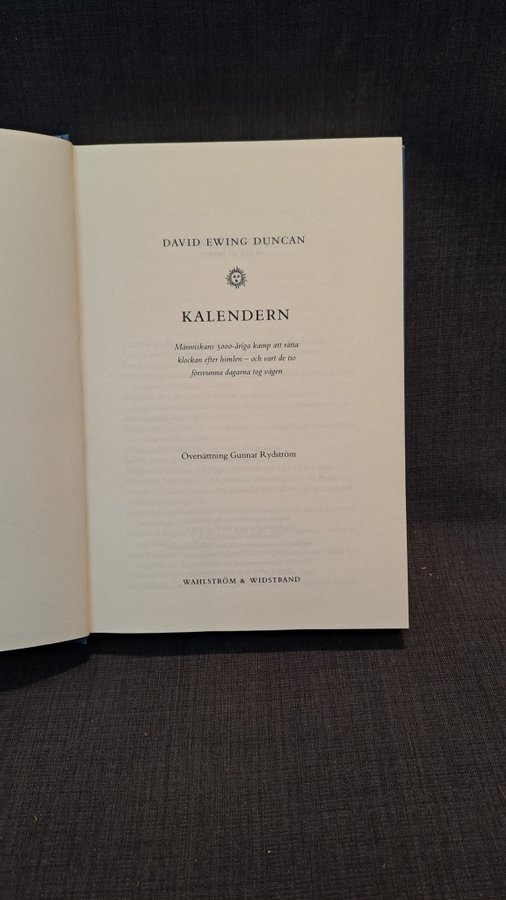 DAVID EWING DUNCAN
KALENDERN
Människans 5000-åriga kamp att rätta
klockan efter himlen – och vart de tio
försvunna dagarna tog vägen
Översättning Gunnar Rydström
WAHLSTRÖM & WIDSTRAND